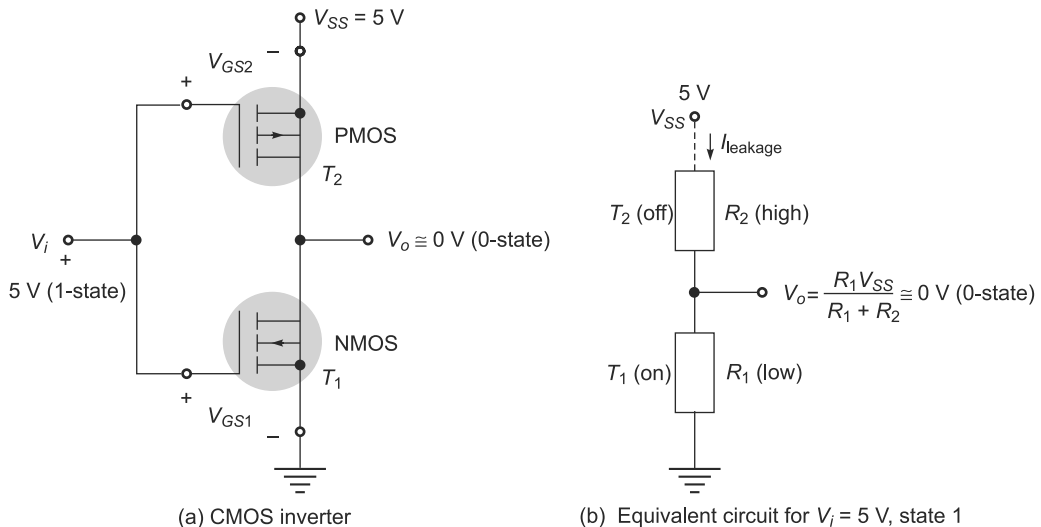 V_SS = 5 V
V_GS2
–
+
PMOS
T_2
V_i
+
5 V (1-state)
V_o ≅ 0 V (0-state)
NMOS
T_1
+
V_GS1
–
(a) CMOS inverter
5 V
V_SS
I_leakage
T_2 (off)
R_2 (high)
V_o = R_1V_SS / R_1 + R_2 ≅ 0 V (0-state)
T_1 (on)
R_1 (low)
(b) Equivalent circuit for V_i = 5 V, state 1